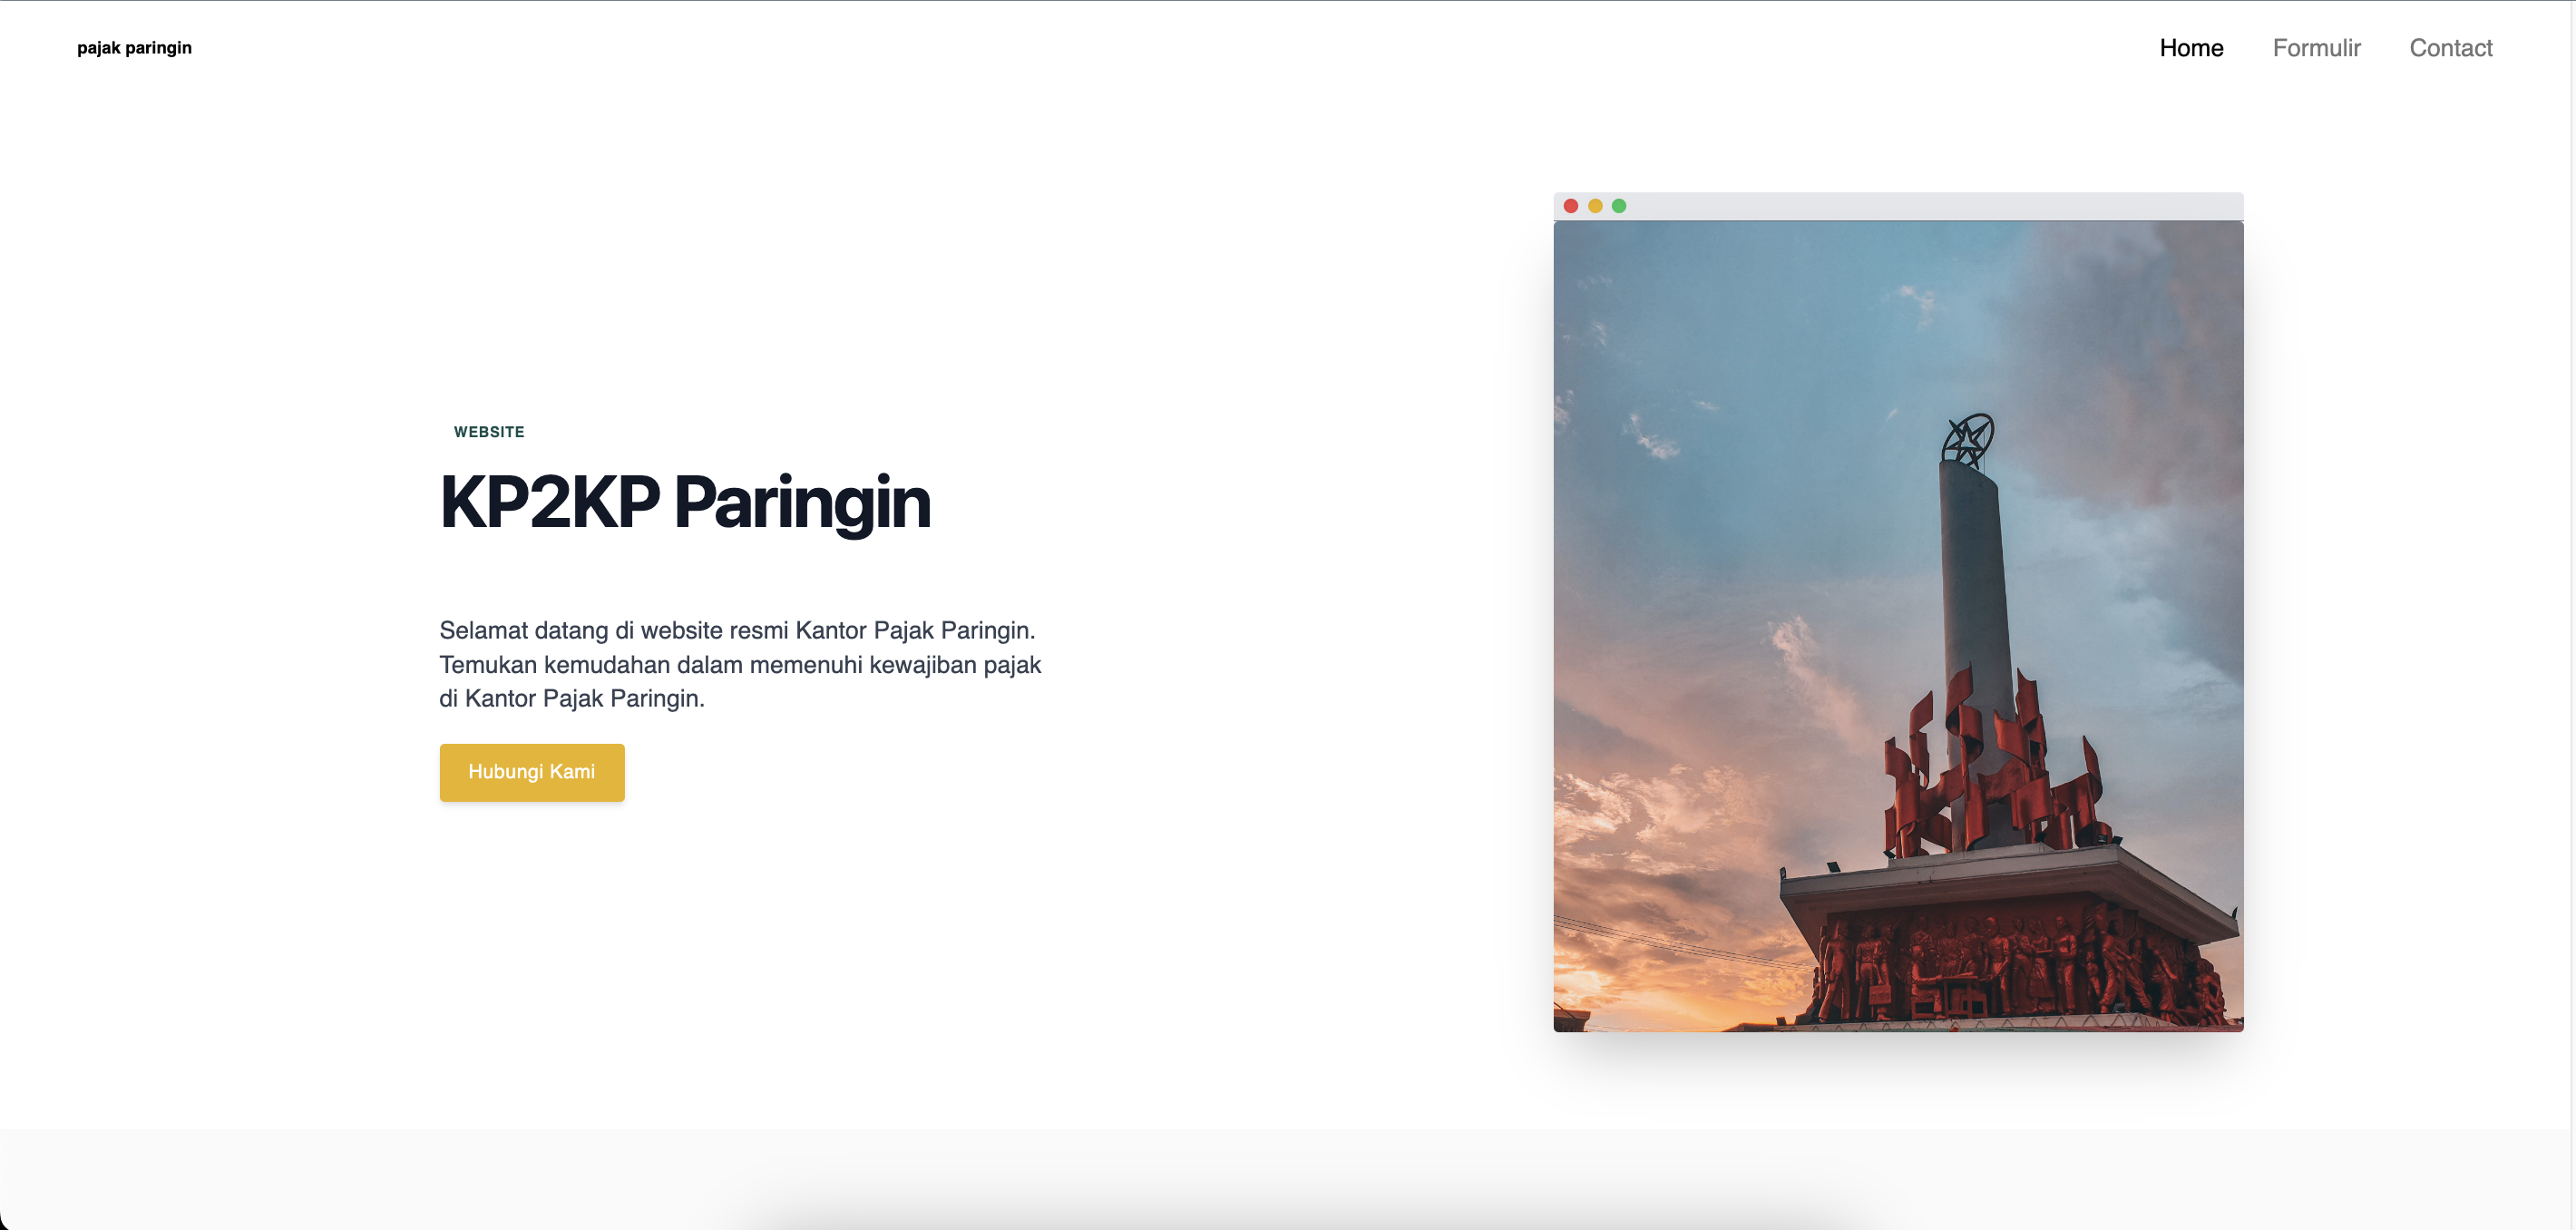 pajak paringin
Home
Formulir
Contact
WEBSITE
KP2KP Paringin
Selamat datang di website resmi Kantor Pajak Paringin.
Temukan kemudahan dalam memenuhi kewajiban pajak
di Kantor Pajak Paringin.
Hubungi Kami